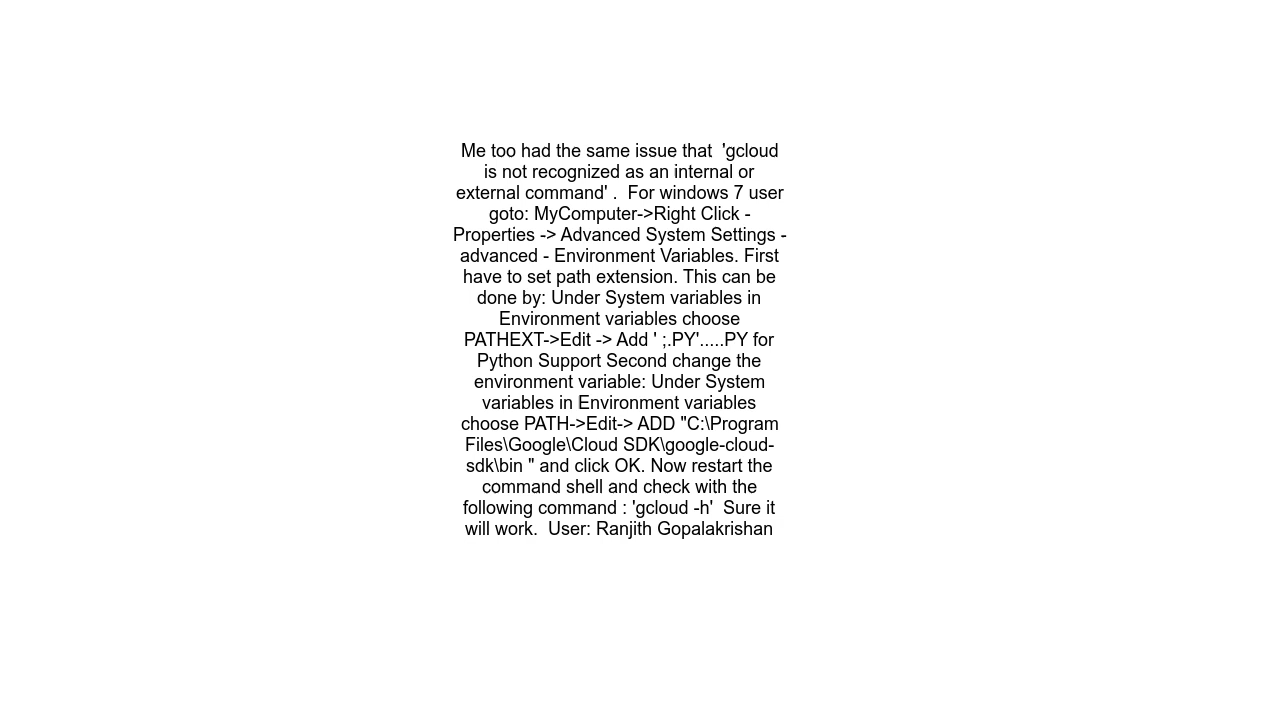 Me too had the same issue that  'gcloud
is not recognized as an internal or
external command' .  For windows 7 user
goto: MyComputer->Right Click -
Properties -> Advanced System Settings -
advanced - Environment Variables. First
have to set path extension. This can be
done by: Under System variables in
Environment variables choose
PATHEXT->Edit -> Add ' ;.PY'.....PY for
Python Support Second change the
environment variable: Under System
variables in Environment variables
choose PATH->Edit-> ADD "C:\Program
Files\Google\Cloud SDK\google-cloud-
sdk\bin " and click OK. Now restart the
command shell and check with the
following command : 'gcloud -h'  Sure it
will work.  User: Ranjith Gopalakrishan